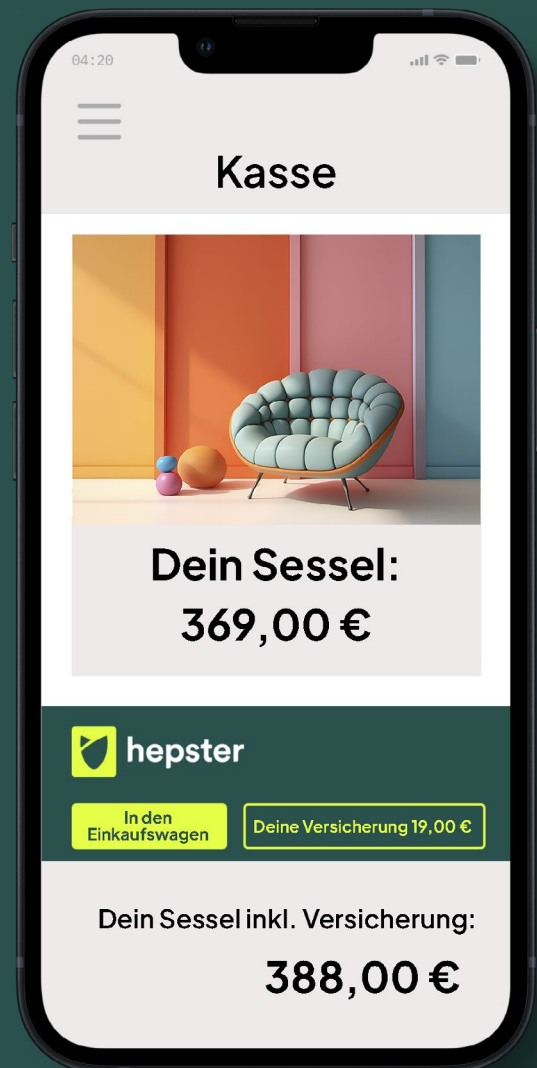 04:20
Kasse
Dein Sessel:
369,00 €
hepster
In den
Einkaufswagen
Deine Versicherung 19,00 €
Dein Sessel inkl. Versicherung:
388,00 €